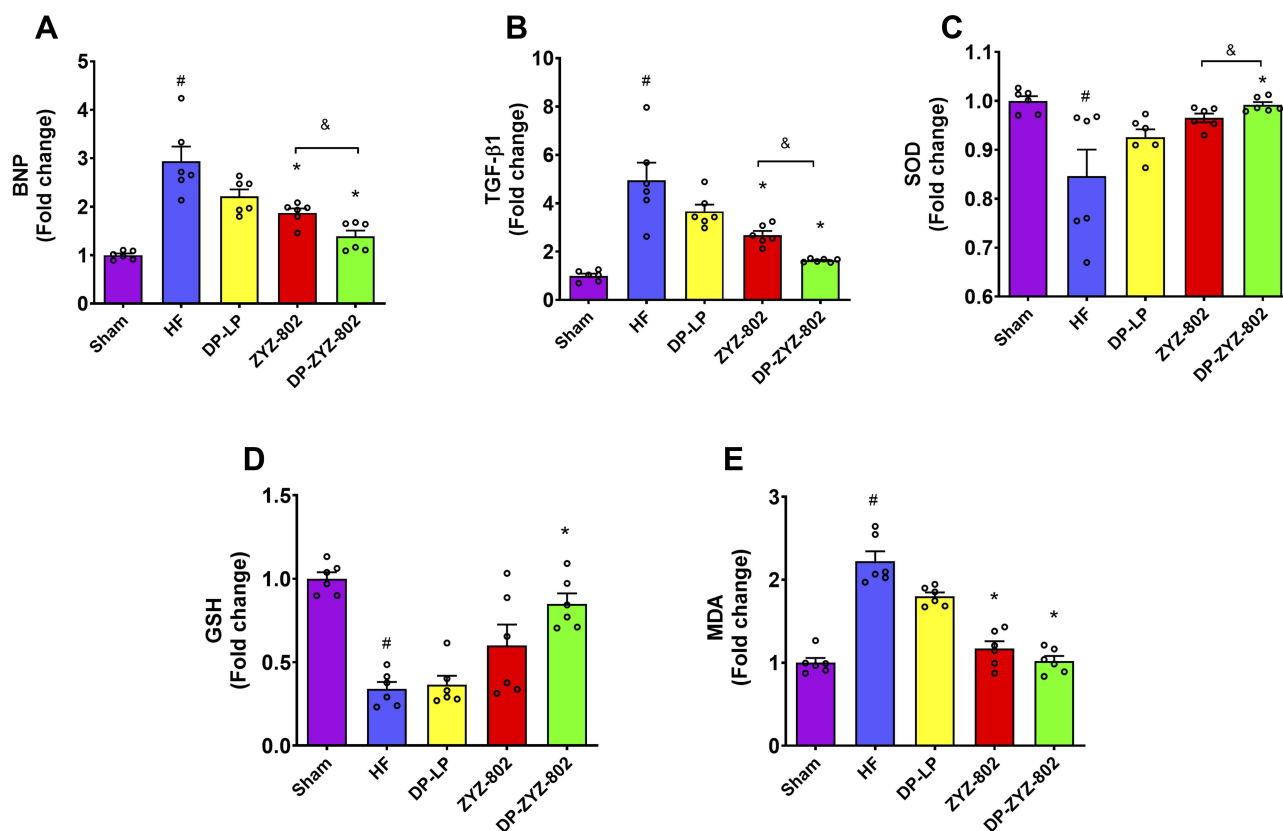 A
BNP
(Fold change)
5
4
3
2
1
0
#
*
&
*
Sham
HF
DP-LP
ZYZ-802
DP-ZYZ-802
B
TGF-β1
(Fold change)
10
8
6
4
2
0
#
*
&
*
Sham
HF
DP-LP
ZYZ-802
DP-ZYZ-802
C
SOD
(Fold change)
1.1
1.0
0.9
0.8
0.7
0.6
#
&
*
Sham
HF
DP-LP
ZYZ-802
DP-ZYZ-802
D
GSH
(Fold change)
1.5
1.0
0.5
0.0
#
*
Sham
HF
DP-LP
ZYZ-802
DP-ZYZ-802
E
MDA
(Fold change)
3
2
1
0
#
*
*
Sham
HF
DP-LP
ZYZ-802
DP-ZYZ-802